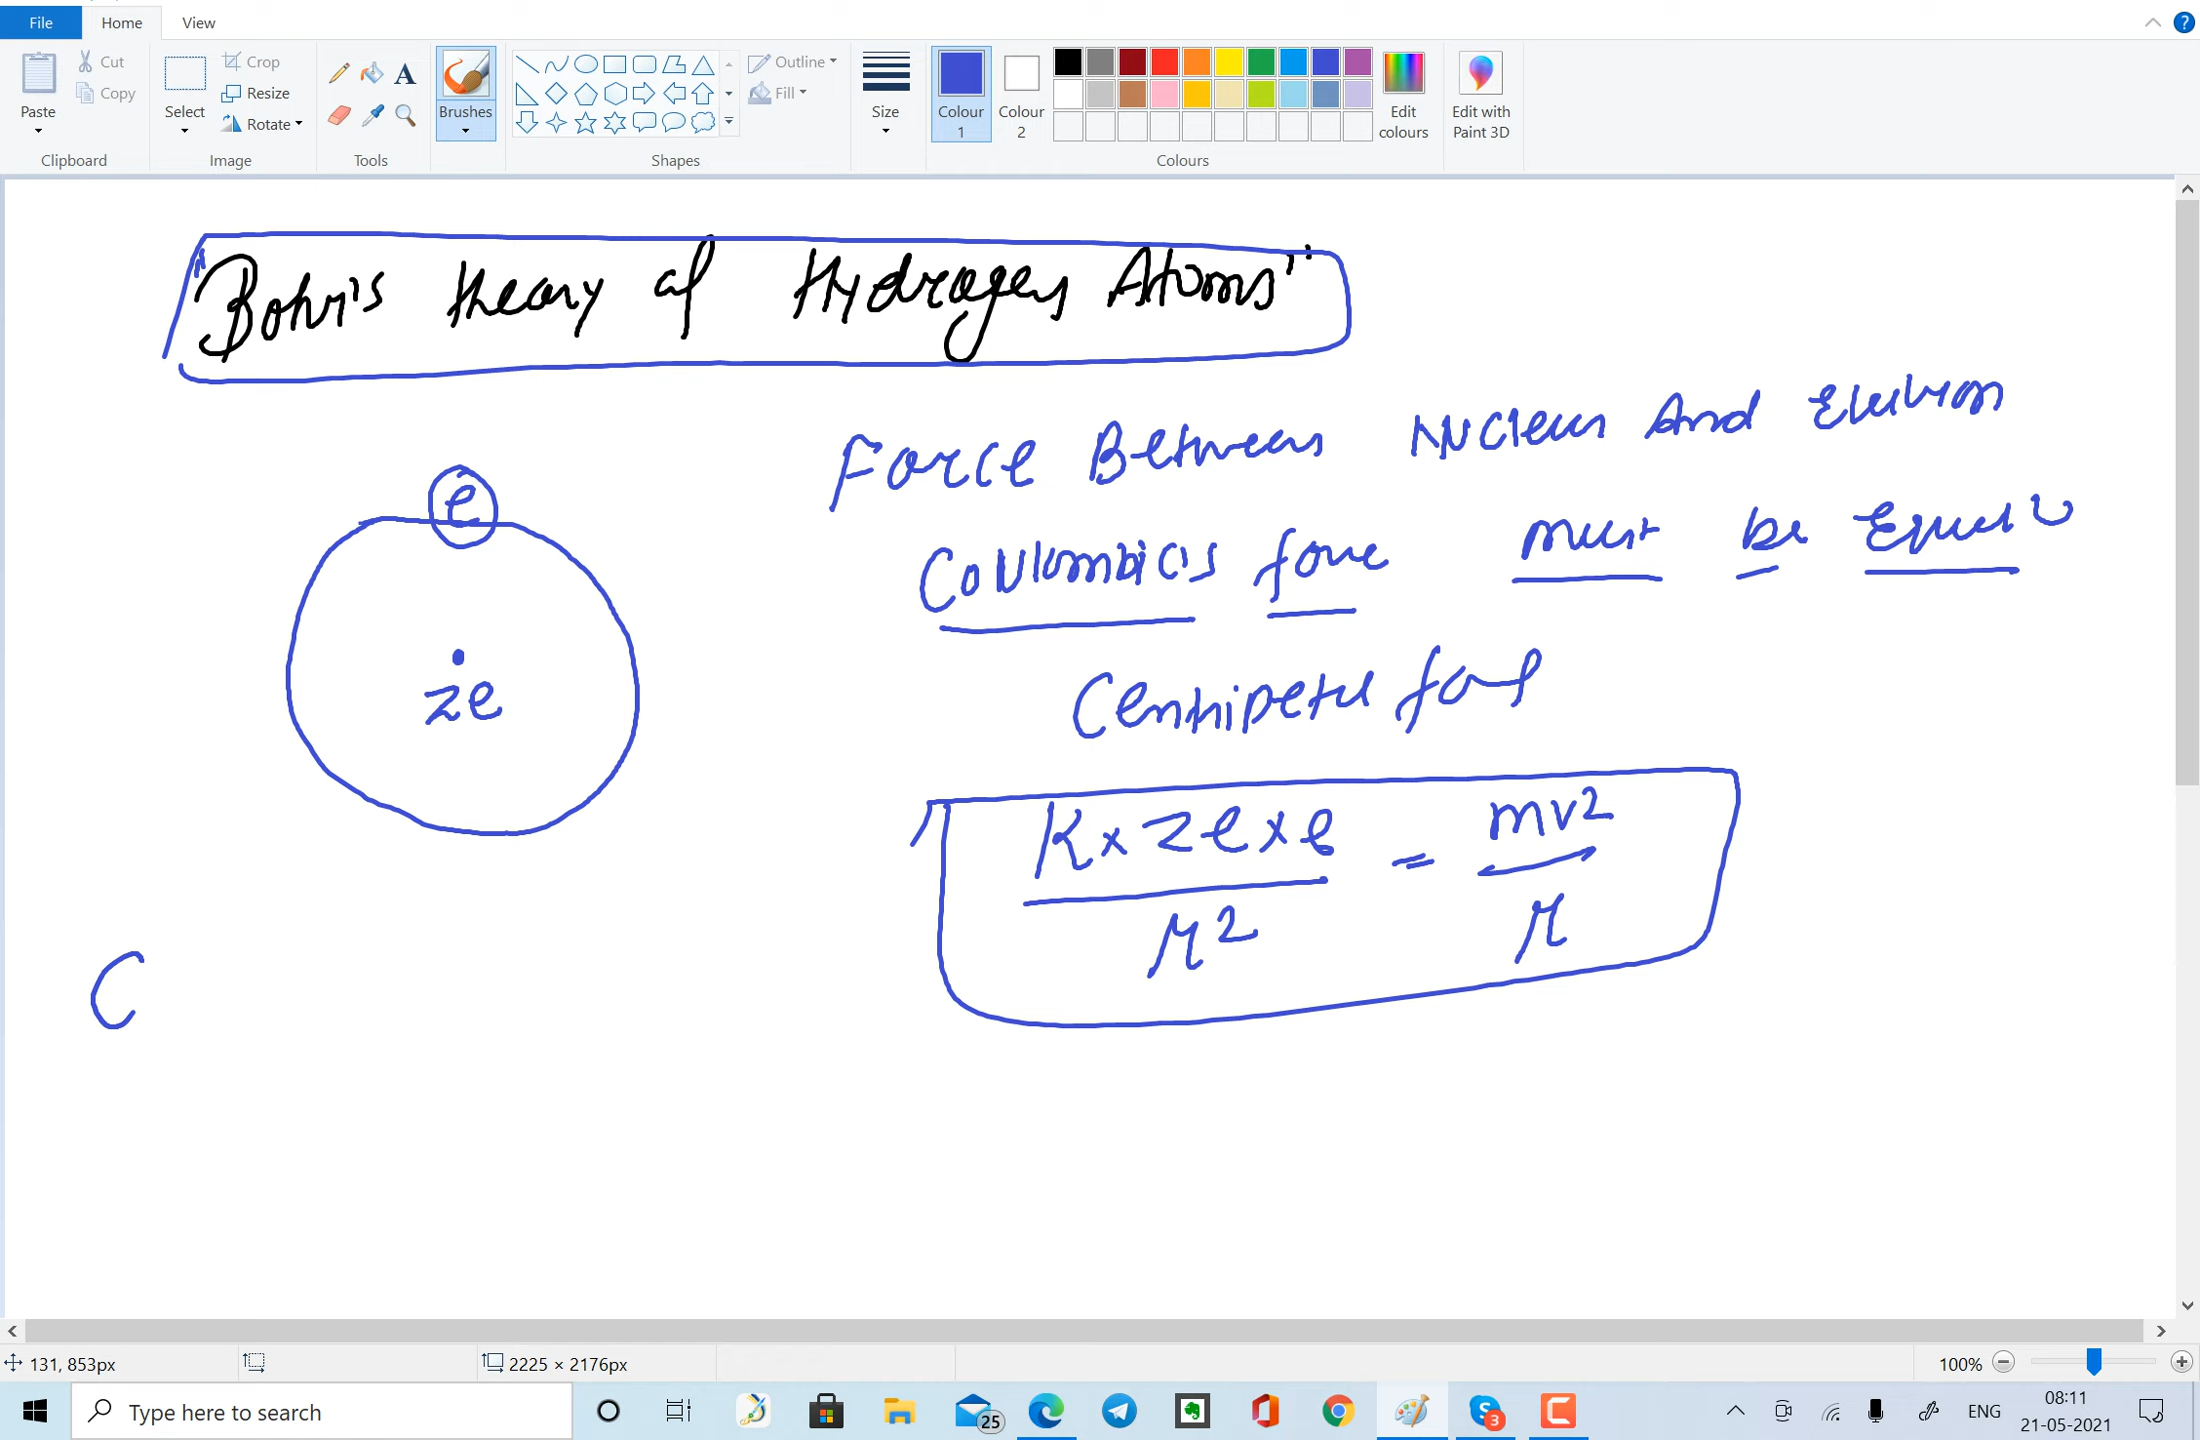 File Home View
Cut
Copy
Paste
Crop
Resize
Rotate
Select
Brushes
Outline
Fill
Size
Colour 1
Colour 2
Edit colours
Edit with Paint 3D
Clipboard
Image
Tools
Shapes
Colours
"Bohr's theory of Hydrogen Atoms"
Force Between Nucleus And Electron
e
Coulombic force must be Equal
ze
Centripetal force
K x ze x e = mv2
r2 r
C
131, 853px
2225 × 2176px
100%
Type here to search
25
3
ENG
08:11
21-05-2021